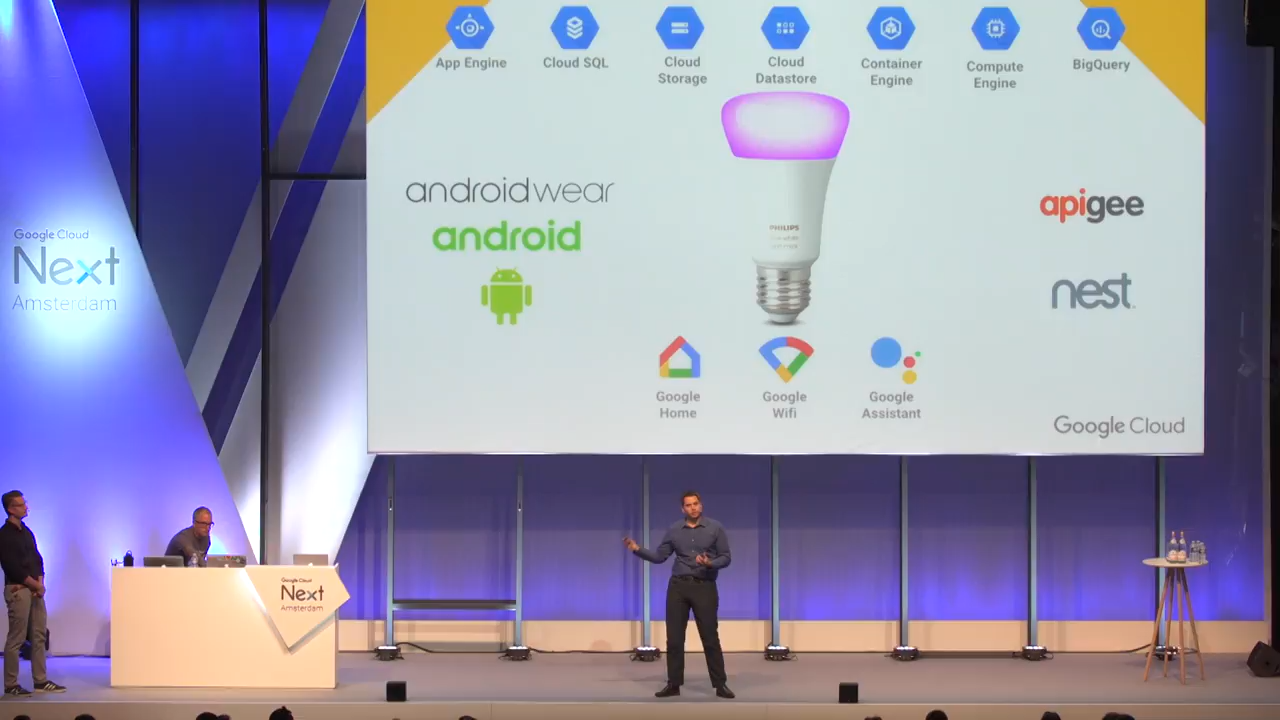 App Engine
Cloud SQL
Cloud
Storage
Cloud
Datastore
Container
Engine
Compute
Engine
BigQuery
androidwear
android
PHILIPS
apigee
nest
Google
Home
Google
Wifi
Google
Assistant
Google Cloud
Google Cloud
Next
Amsterdam
Google Cloud
Next
Amsterdam